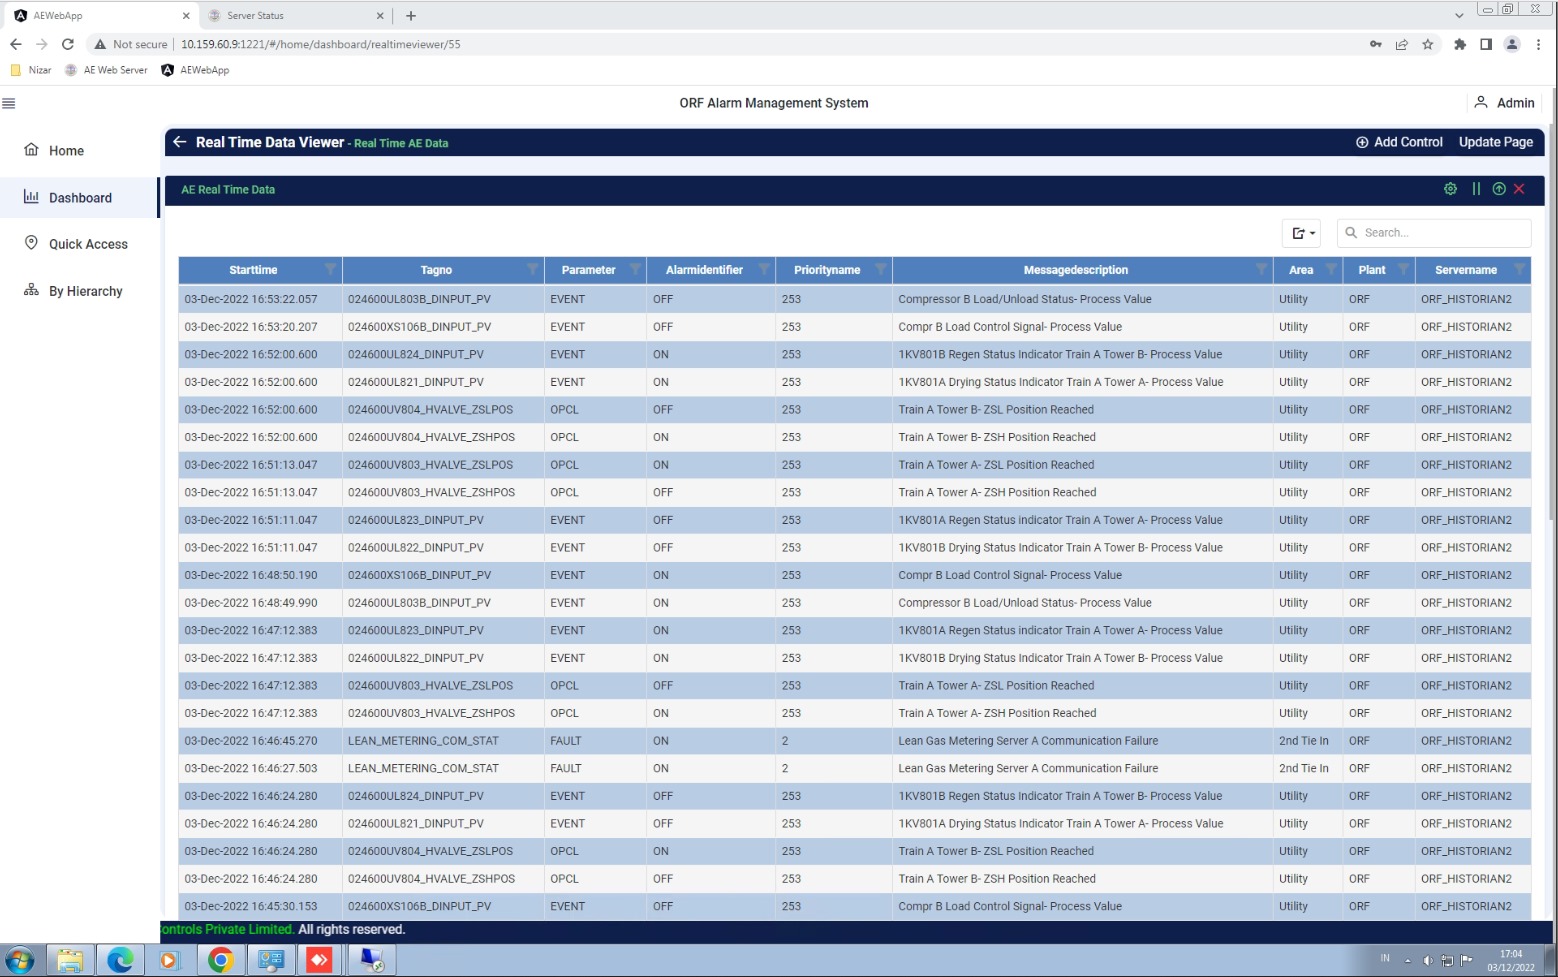 AEWebApp
Server Status
Not secure 10.159.60.9:1221/#/home/dashboard/realtimeviewer/55
Nizar AE Web Server AEWebApp
ORF Alarm Management System
Admin
Home
Dashboard
Quick Access
By Hierarchy
Real Time Data Viewer - Real Time AE Data
Add Control Update Page
AE Real Time Data
Search...
Starttime Tagno Parameter Alarmidentifier Priorityname Messagedescription Area Plant Servername
03-Dec-2022 16:53:22.057 024600UL803B_DINPUT_PV EVENT OFF 253 Compressor B Load/Unload Status- Process Value Utility ORF ORF_HISTORIAN2
03-Dec-2022 16:53:20.207 024600XS106B_DINPUT_PV EVENT OFF 253 Compr B Load Control Signal- Process Value Utility ORF ORF_HISTORIAN2
03-Dec-2022 16:52:00.600 024600UL824_DINPUT_PV EVENT ON 253 1KV801B Regen Status Indicator Train A Tower B- Process Value Utility ORF ORF_HISTORIAN2
03-Dec-2022 16:52:00.600 024600UL821_DINPUT_PV EVENT ON 253 1KV801A Drying Status Indicator Train A Tower A- Process Value Utility ORF ORF_HISTORIAN2
03-Dec-2022 16:52:00.600 024600UV804_HVALVE_ZSLPOS OPCL OFF 253 Train A Tower B- ZSL Position Reached Utility ORF ORF_HISTORIAN2
03-Dec-2022 16:52:00.600 024600UV804_HVALVE_ZSHPOS OPCL ON 253 Train A Tower B- ZSH Position Reached Utility ORF ORF_HISTORIAN2
03-Dec-2022 16:51:13.047 024600UV803_HVALVE_ZSLPOS OPCL ON 253 Train A Tower A- ZSL Position Reached Utility ORF ORF_HISTORIAN2
03-Dec-2022 16:51:13.047 024600UV803_HVALVE_ZSHPOS OPCL OFF 253 Train A Tower A- ZSH Position Reached Utility ORF ORF_HISTORIAN2
03-Dec-2022 16:51:11.047 024600UL823_DINPUT_PV EVENT OFF 253 1KV801A Regen Status indicator Train A Tower A- Process Value Utility ORF ORF_HISTORIAN2
03-Dec-2022 16:51:11.047 024600UL822_DINPUT_PV EVENT OFF 253 1KV801B Drying Status Indicator Train A Tower B- Process Value Utility ORF ORF_HISTORIAN2
03-Dec-2022 16:48:50.190 024600XS106B_DINPUT_PV EVENT ON 253 Compr B Load Control Signal- Process Value Utility ORF ORF_HISTORIAN2
03-Dec-2022 16:48:49.990 024600UL803B_DINPUT_PV EVENT ON 253 Compressor B Load/Unload Status- Process Value Utility ORF ORF_HISTORIAN2
03-Dec-2022 16:47:12.383 024600UL823_DINPUT_PV EVENT ON 253 1KV801A Regen Status indicator Train A Tower A- Process Value Utility ORF ORF_HISTORIAN2
03-Dec-2022 16:47:12.383 024600UL822_DINPUT_PV EVENT ON 253 1KV801B Drying Status Indicator Train A Tower B- Process Value Utility ORF ORF_HISTORIAN2
03-Dec-2022 16:47:12.383 024600UV803_HVALVE_ZSLPOS OPCL OFF 253 Train A Tower A- ZSL Position Reached Utility ORF ORF_HISTORIAN2
03-Dec-2022 16:47:12.383 024600UV803_HVALVE_ZSHPOS OPCL ON 253 Train A Tower A- ZSH Position Reached Utility ORF ORF_HISTORIAN2
03-Dec-2022 16:46:45.270 LEAN_METERING_COM_STAT FAULT ON 2 Lean Gas Metering Server A Communication Failure 2nd Tie In ORF ORF_HISTORIAN2
03-Dec-2022 16:46:27.503 LEAN_METERING_COM_STAT FAULT ON 2 Lean Gas Metering Server A Communication Failure 2nd Tie In ORF ORF_HISTORIAN2
03-Dec-2022 16:46:24.280 024600UL824_DINPUT_PV EVENT OFF 253 1KV801B Regen Status Indicator Train A Tower B- Process Value Utility ORF ORF_HISTORIAN2
03-Dec-2022 16:46:24.280 024600UL821_DINPUT_PV EVENT OFF 253 1KV801A Drying Status Indicator Train A Tower A- Process Value Utility ORF ORF_HISTORIAN2
03-Dec-2022 16:46:24.280 024600UV804_HVALVE_ZSLPOS OPCL ON 253 Train A Tower B- ZSL Position Reached Utility ORF ORF_HISTORIAN2
03-Dec-2022 16:46:24.280 024600UV804_HVALVE_ZSHPOS OPCL OFF 253 Train A Tower B- ZSH Position Reached Utility ORF ORF_HISTORIAN2
03-Dec-2022 16:45:30.153 024600XS106B_DINPUT_PV EVENT OFF 253 Compr B Load Control Signal- Process Value Utility ORF ORF_HISTORIAN2
ontrols Private Limited. All rights reserved.
IN
17:04
03/12/2022